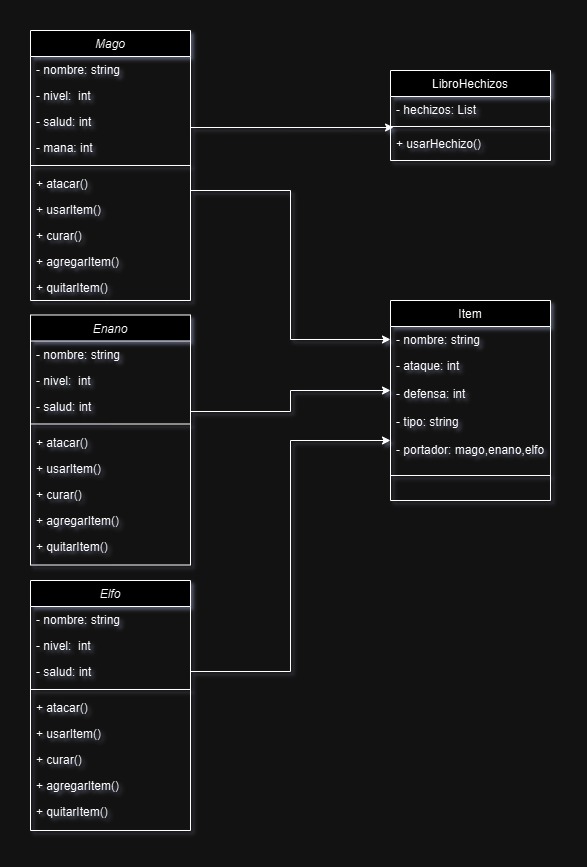 Mago
- nombre: string
- nivel:  int
- salud: int
- mana: int
+ atacar()
+ usarItem()
+ curar()
+ agregarItem()
+ quitarItem()
LibroHechizos
- hechizos: List
+ usarHechizo()
Enano
- nombre: string
- nivel:  int
- salud: int
+ atacar()
+ usarItem()
+ curar()
+ agregarItem()
+ quitarItem()
Item
- nombre: string
- ataque: int
- defensa: int
- tipo: string
- portador: mago,enano,elfo
Elfo
- nombre: string
- nivel:  int
- salud: int
+ atacar()
+ usarItem()
+ curar()
+ agregarItem()
+ quitarItem()